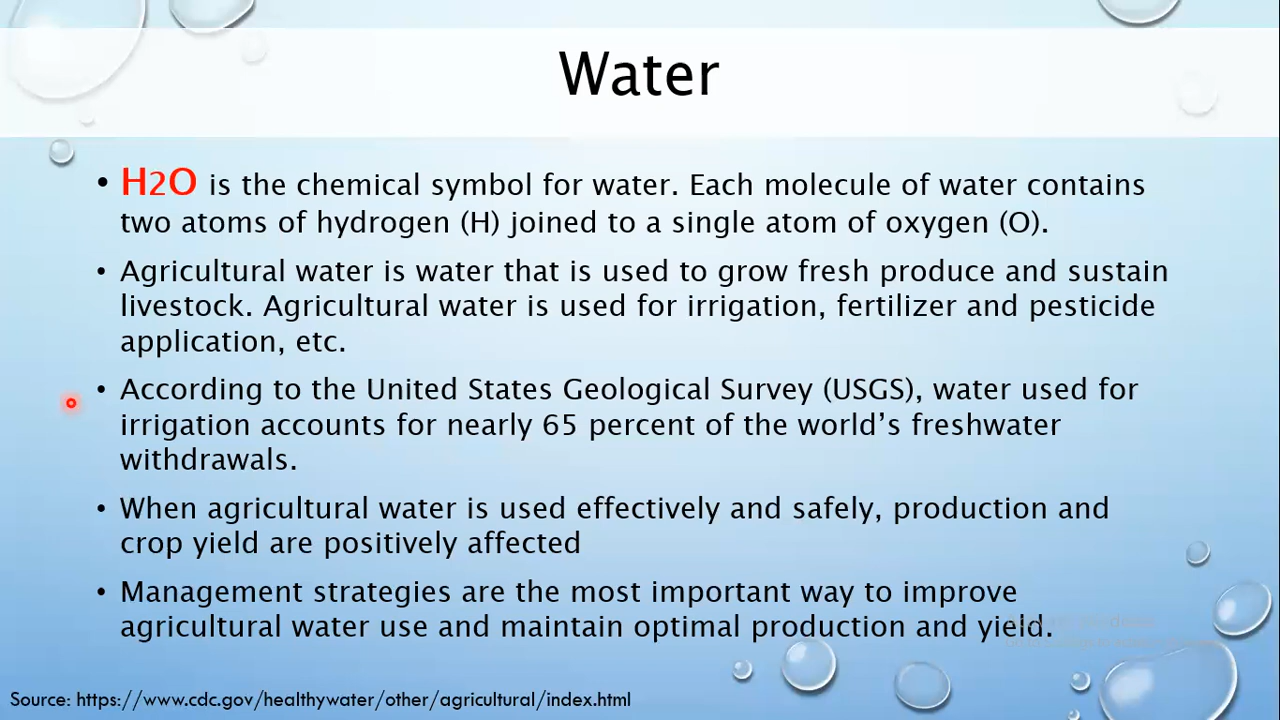 Water
• H2O is the chemical symbol for water. Each molecule of water contains
two atoms of hydrogen (H) joined to a single atom of oxygen (O).
• Agricultural water is water that is used to grow fresh produce and sustain
livestock. Agricultural water is used for irrigation, fertilizer and pesticide
application, etc.
• According to the United States Geological Survey (USGS), water used for
irrigation accounts for nearly 65 percent of the world’s freshwater
withdrawals.
• When agricultural water is used effectively and safely, production and
crop yield are positively affected
• Management strategies are the most important way to improve
agricultural water use and maintain optimal production and yield.
Source: https://www.cdc.gov/healthywater/other/agricultural/index.html